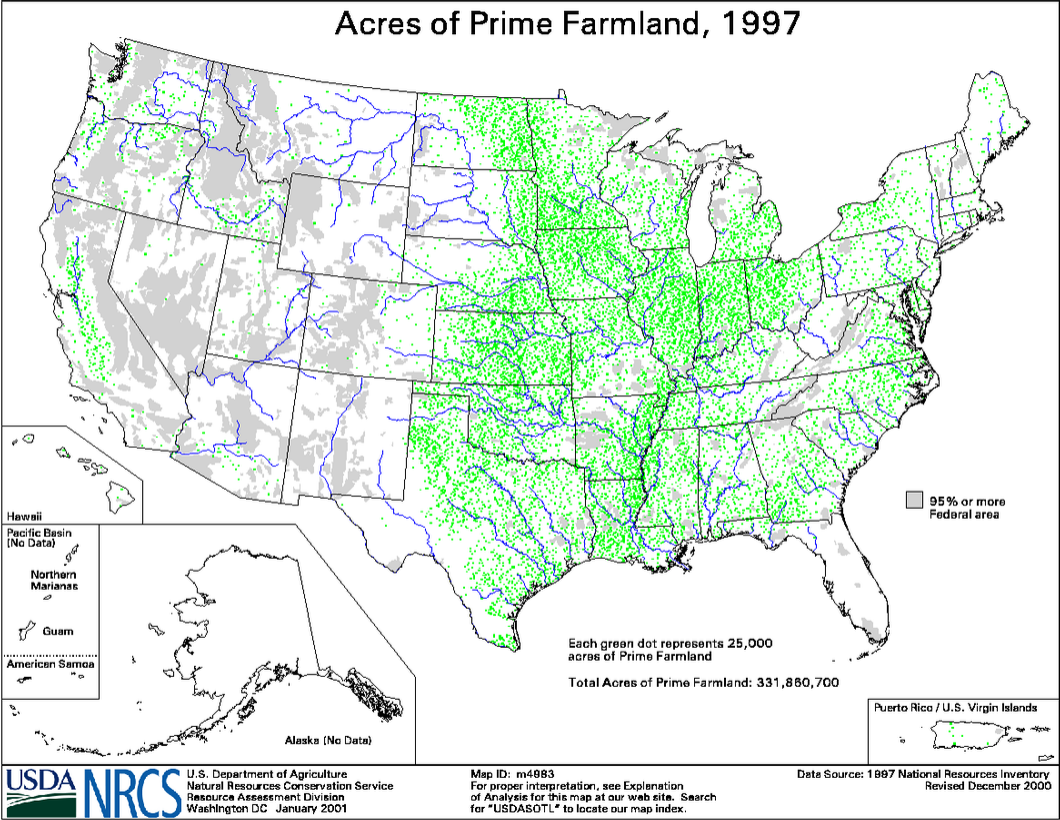 Acres of Prime Farmland, 1997
95% or more
Federal area
Hawaii
Pacific Basin
(No Data)
Northern
Marianas
Guam
American Samoa
Alaska (No Data)
Each green dot represents 25,000
acres of Prime Farmland
Total Acres of Prime Farmland: 331,860,700
Puerto Rico / U.S. Virgin Islands
USDA
NRCS
U.S. Department of Agriculture
Natural Resources Conservation Service
Resource Assessment Division
Washington DC January 2001
Map ID: m4983
For proper interpretation, see Explanation
of Analysis for this map at our web site. Search
for "USDASOTL" to locate our map index.
Data Source: 1997 National Resources Inventory
Revised December 2000